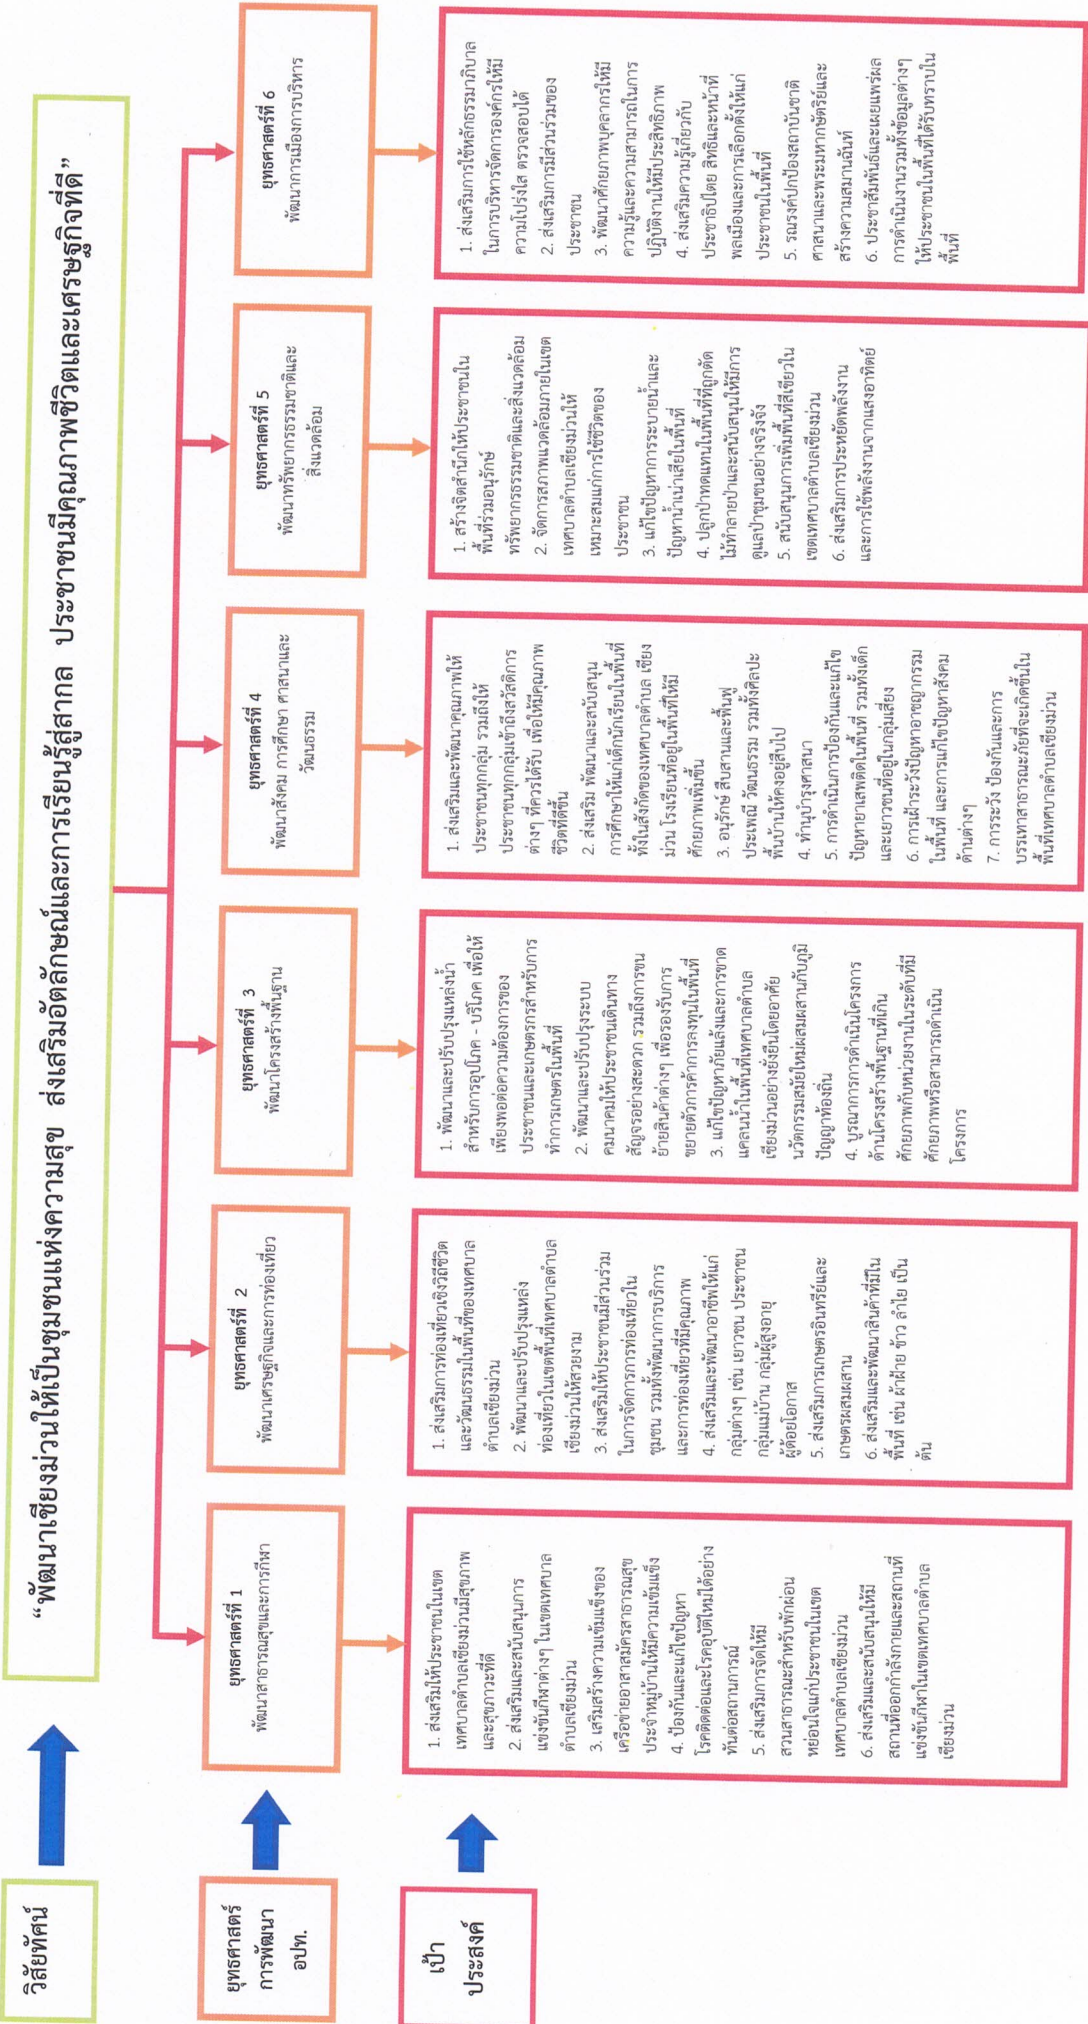 วิสัยทัศน์
“พัฒนาเชียงม่วนให้เป็นชุมชนแห่งความสุข ส่งเสริมอัตลักษณ์และการเรียนรู้สู่สากล ประชาชนมีคุณภาพชีวิตและเศรษฐกิจที่ดี”
ยุทธศาสตร์
การพัฒนา
อปท.
ยุทธศาสตร์ที่ 1
พัฒนาสาธารณสุขและการกีฬา
ยุทธศาสตร์ที่ 2
พัฒนาเศรษฐกิจและการท่องเที่ยว
ยุทธศาสตร์ที่ 3
พัฒนาโครงสร้างพื้นฐาน
ยุทธศาสตร์ที่ 4
พัฒนาสังคม การศึกษา ศาสนาและ
วัฒนธรรม
ยุทธศาสตร์ที่ 5
พัฒนาทรัพยากรธรรมชาติและ
สิ่งแวดล้อม
ยุทธศาสตร์ที่ 6
พัฒนาการเมืองการบริหาร
เป้า
ประสงค์
1. ส่งเสริมให้ประชาชนในเขต
เทศบาลตำบลเชียงม่วนมีสุขภาพ
และสุขภาวะที่ดี
2. ส่งเสริมและสนับสนุนการ
แข่งขันกีฬาต่างๆ ในเขตเทศบาล
ตำบลเชียงม่วน
3. เสริมสร้างความเข้มแข็งของ
เครือข่ายอาสาสมัครสาธารณสุข
ประจำหมู่บ้านให้มีความเข้มแข็ง
4. ป้องกันและแก้ไขปัญหา
โรคติดต่อและโรคอุบัติใหม่ได้อย่าง
ทันต่อสถานการณ์
5. ส่งเสริมการจัดให้มี
สวนสาธารณะสำหรับพักผ่อน
หย่อนใจแก่ประชาชนในเขต
เทศบาลตำบลเชียงม่วน
6. ส่งเสริมและสนับสนุนให้มี
สถานที่ออกกำลังกายและสถานที่
แข่งขันกีฬาในเขตเทศบาลตำบล
เชียงม่วน
1. ส่งเสริมการท่องเที่ยวเชิงวิถีชีวิต
และวัฒนธรรมในพื้นที่ของเทศบาล
ตำบลเชียงม่วน
2. พัฒนาและปรับปรุงแหล่ง
ท่องเที่ยวในเขตพื้นที่เทศบาลตำบล
เชียงม่วนให้สวยงาม
3. ส่งเสริมให้ประชาชนมีส่วนร่วม
ในการจัดการการท่องเที่ยวใน
ชุมชน รวมทั้งพัฒนาการบริการ
และการท่องเที่ยวที่มีคุณภาพ
4. ส่งเสริมและพัฒนาอาชีพให้แก่
กลุ่มต่างๆ เช่น เยาวชน ประชาชน
กลุ่มแม่บ้าน กลุ่มผู้สูงอายุ
ผู้ด้อยโอกาส
5. ส่งเสริมการเกษตรอินทรีย์และ
เกษตรผสมผสาน
6. ส่งเสริมและพัฒนาสินค้าที่มีใน
พื้นที่ เช่น ผ้าฝ้าย ข้าว ลำไย เป็น
ต้น
1. พัฒนาและปรับปรุงแหล่งน้ำ
สำหรับการอุปโภค - บริโภค เพื่อให้
เพียงพอต่อความต้องการของ
ประชาชนและเกษตรกรสำหรับการ
ทำการเกษตรในพื้นที่
2. พัฒนาและปรับปรุงระบบ
คมนาคมให้ประชาชนเดินทาง
สัญจรอย่างสะดวก รวมถึงการขน
ย้ายสินค้าต่างๆ เพื่อรองรับการ
ขยายตัวการค้าการลงทุนในพื้นที่
3. แก้ไขปัญหาภัยแล้งและการขาด
แคลนน้ำในพื้นที่เทศบาลตำบล
เชียงม่วนอย่างยั่งยืนโดยอาศัย
นวัตกรรมสมัยใหม่ผสมผสานกับภูมิ
ปัญญาท้องถิ่น
4. บูรณาการการดำเนินโครงการ
ด้านโครงสร้างพื้นฐานที่เกิน
ศักยภาพกับหน่วยงานในระดับที่มี
ศักยภาพหรือสามารถดำเนิน
โครงการ
1. ส่งเสริมและพัฒนาคุณภาพให้
ประชาชนทุกกลุ่ม รวมถึงให้
ประชาชนทุกกลุ่มเข้าถึงสวัสดิการ
ต่างๆ ที่ควรได้รับ เพื่อให้มีคุณภาพ
ชีวิตที่ดีขึ้น
2. ส่งเสริม พัฒนาและสนับสนุน
การศึกษาให้แก่เด็กนักเรียนในพื้นที่
ทั้งในสังกัดของเทศบาลตำบล เชียง
ม่วน โรงเรียนที่อยู่ในพื้นที่ให้มี
ศักยภาพเพิ่มขึ้น
3. อนุรักษ์ สืบสานและฟื้นฟู
ประเพณี วัฒนธรรม รวมทั้งศิลปะ
พื้นบ้านให้คงอยู่สืบไป
4. ทำนุบำรุงศาสนา
5. การดำเนินการป้องกันและแก้ไข
ปัญหายาเสพติดในพื้นที่ รวมทั้งเด็ก
และเยาวชนที่อยู่ในกลุ่มเสี่ยง
6. การเฝ้าระวังปัญหาอาชญากรรม
ในพื้นที่ และการแก้ไขปัญหาสังคม
ด้านต่างๆ
7. การระวัง ป้องกันและการ
บรรเทาสาธารณะภัยที่จะเกิดขึ้นใน
พื้นที่เทศบาลตำบลเชียงม่วน
1. สร้างจิตสำนึกให้ประชาชนใน
พื้นที่ร่วมอนุรักษ์
ทรัพยากรธรรมชาติและสิ่งแวดล้อม
2. จัดการสภาพแวดล้อมภายในเขต
เทศบาลตำบลเชียงม่วนให้
เหมาะสมแก่การใช้ชีวิตของ
ประชาชน
3. แก้ไขปัญหาการระบายน้ำและ
ปัญหาน้ำเน่าเสียในพื้นที่
4. ปลูกป่าทดแทนในพื้นที่ที่ถูกตัด
ไม้ทำลายป่าและสนับสนุนให้มีการ
ดูแลป่าชุมชนอย่างจริงจัง
5. สนับสนุนการเพิ่มพื้นที่สีเขียวใน
เขตเทศบาลตำบลเชียงม่วน
6. ส่งเสริมการประหยัดพลังงาน
และการใช้พลังงานจากแสงอาทิตย์
1. ส่งเสริมการใช้หลักธรรมาภิบาล
ในการบริหารจัดการองค์กรให้มี
ความโปร่งใส ตรวจสอบได้
2. ส่งเสริมการมีส่วนร่วมของ
ประชาชน
3. พัฒนาศักยภาพบุคลากรให้มี
ความรู้และความสามารถในการ
ปฏิบัติงานให้มีประสิทธิภาพ
4. ส่งเสริมความรู้เกี่ยวกับ
ประชาธิปไตย สิทธิและหน้าที่
พลเมืองและการเลือกตั้งให้แก่
ประชาชนในพื้นที่
5. รณรงค์ปกป้องสถาบันชาติ
ศาสนาและพระมหากษัตริย์และ
สร้างความสมานฉันท์
6. ประชาสัมพันธ์และเผยแพร่ผล
การดำเนินงานรวมทั้งข้อมูลต่างๆ
ให้ประชาชนในพื้นที่ได้รับทราบใน
พื้นที่